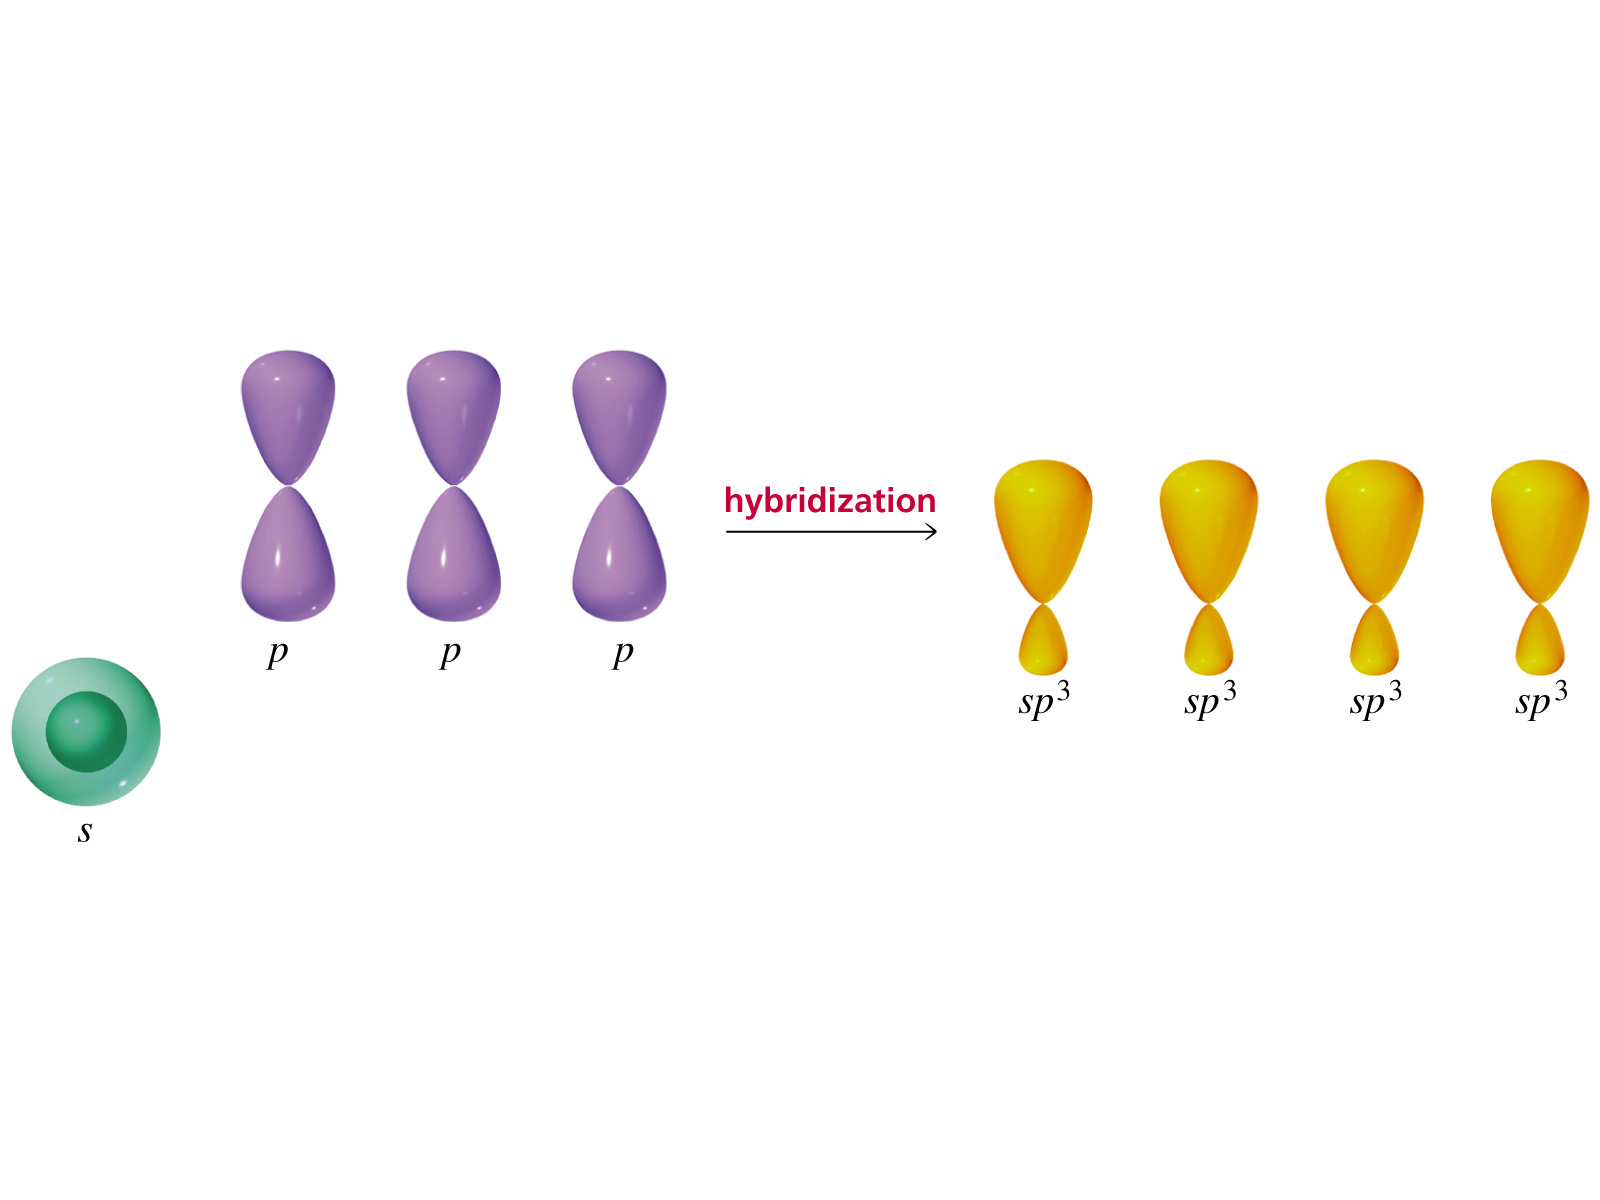 hybridization
p p p
sp³ sp³ sp³ sp³
s